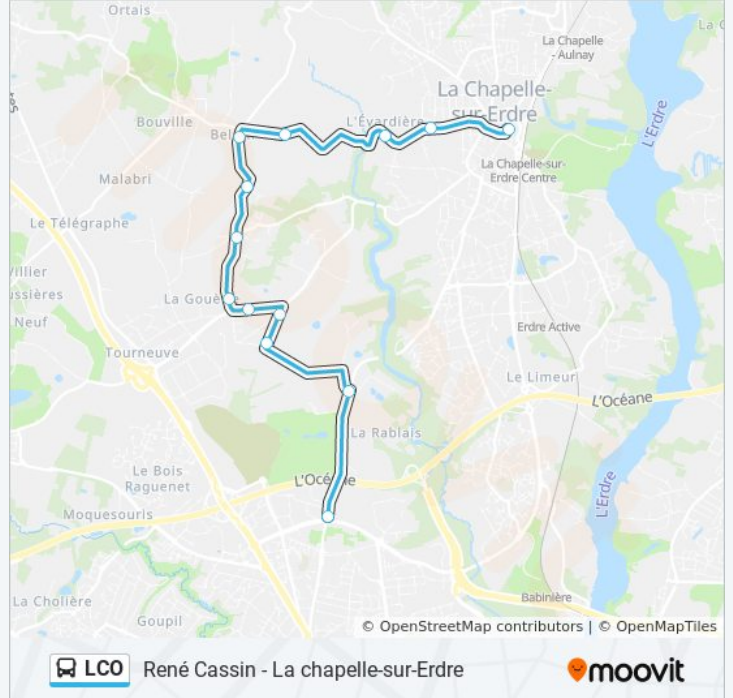 Ortais
La Chapelle
- Aulnay
La C
La Chapelle-
sur-Erdre
L'Erdre
Bouville
Bel
L'Évardière
La Chapelle-sur-
Erdre Centre
Malabri
Le Télégraphe
Villier
ussières
Neuf
La Gouè
Tourneuve
Erdre Active
Le Limeur
L'Océane
La Rablais
Le Bois
Raguenet
L'Océ
e
L'Erdre
Moquesouris
Babinière
La Cholière
Goupil
© OpenStreetMap contributors | © OpenMapTiles
LCO René Cassin - La chapelle-sur-Erdre
moovit